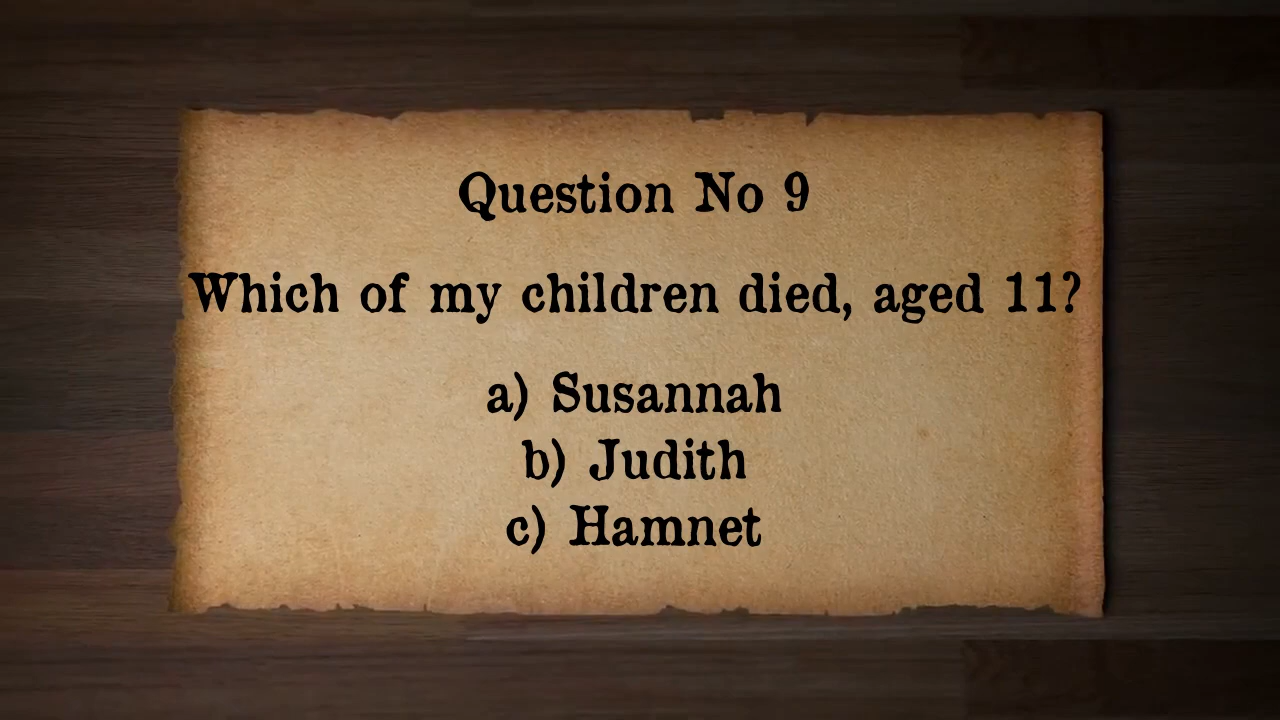 Question No 9
Which of my children died, aged 11?
a) Susannah
b) Judith
c) Hamnet